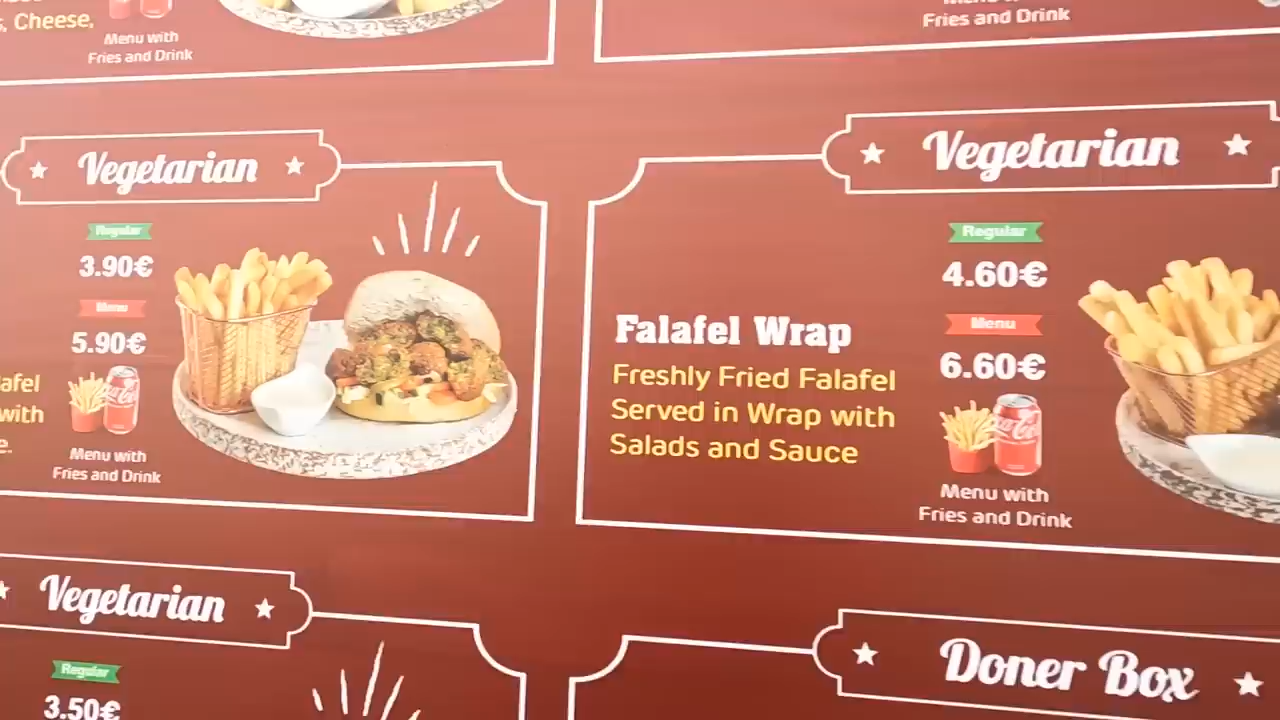 , Cheese,
Menu with
Fries and Drink
Fries and Drink
Vegetarian
Regular
3.90€
Menu
5.90€
with
Menu with
Fries and Drink
Vegetarian
Regular
4.60€
Menu
6.60€
Falafel Wrap
Freshly Fried Falafel
Served in Wrap with
Salads and Sauce
Menu with
Fries and Drink
Vegetarian
Regular
3.50€
Doner Box